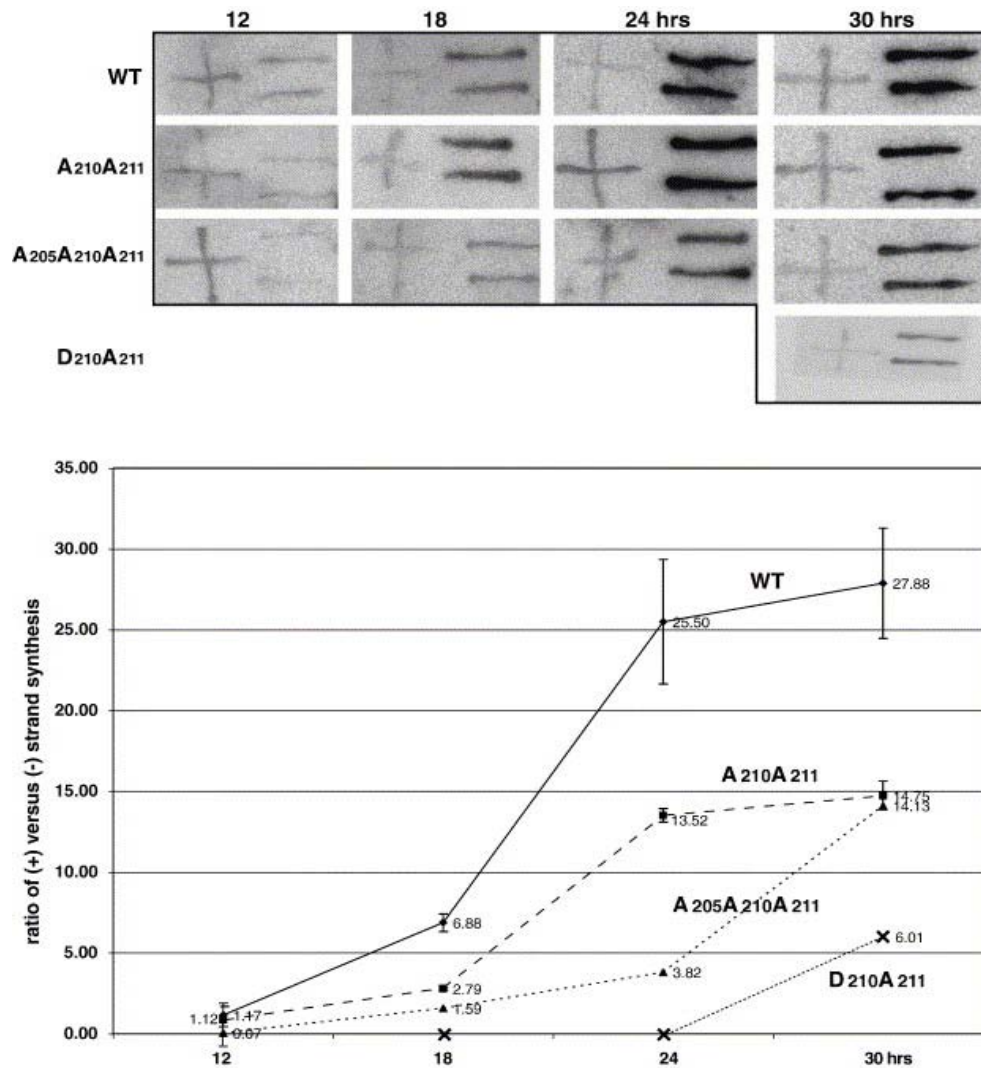 12 18 24 hrs 30 hrs
WT
A210A211
A205A210A211
D210A211
35.00
30.00
25.00
20.00
15.00
10.00
5.00
0.00
ratio of (+) versus (-) strand synthesis
WT
27.88
25.50
A210A211
14.75
14.13
13.52
A205A210A211
6.88
6.01
3.82
D210A211
2.79
1.59
1.12
1.17
0.07
12 18 24 30 hrs